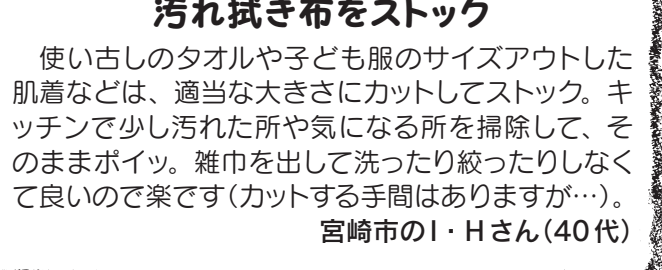 汚れ拭き布をストック
使い古しのタオルや子ども服のサイズアウトした
肌着などは、適当な大きさにカットしてストック。キ
ッチンで少し汚れた所や気になる所を掃除して、そ
のままポイッ。雑巾を出して洗ったり絞ったりしなく
て良いので楽です(カットする手間はありますが…)。
宮崎市のI・Hさん(40代)